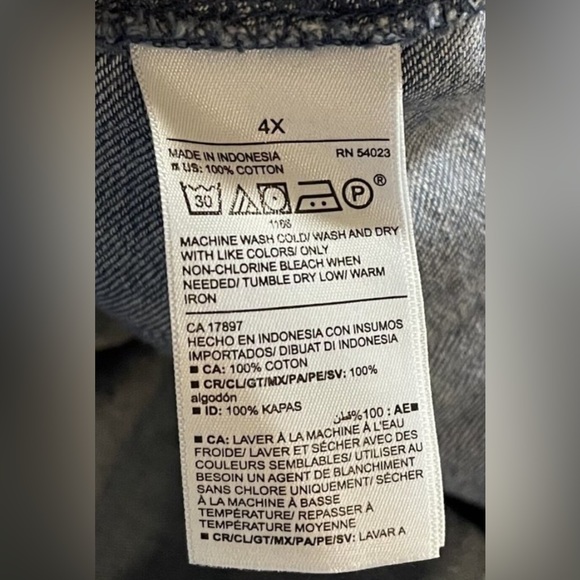 4X
MADE IN INDONESIA RN 54023
US: 100% COTTON
30 P ®
1168
MACHINE WASH COLD/ WASH AND DRY
WITH LIKE COLORS/ ONLY
NON-CHLORINE BLEACH WHEN
NEEDED/ TUMBLE DRY LOW/ WARM
IRON
CA 17897
HECHO EN INDONESIA CON INSUMOS
IMPORTADOS/ DIBUAT DI INDONESIA
■ CA: 100% COTON
■ CR/CL/GT/MX/PA/PE/SV: 100%
algodón
■ ID: 100% KAPAS
■AE : 100% قطن
■ CA: LAVER À LA MACHINE À L'EAU
FROIDE/ LAVER ET SÉCHER AVEC DES
COULEURS SEMBLABLES/ UTILISER AU
BESOIN UN AGENT DE BLANCHIMENT
SANS CHLORE UNIQUEMENT/ SÉCHER
À LA MACHINE À BASSE
TEMPÉRATURE/ REPASSER À
TEMPÉRATURE MOYENNE
■ CR/CL/GT/MX/PA/PE/SV: LAVAR A